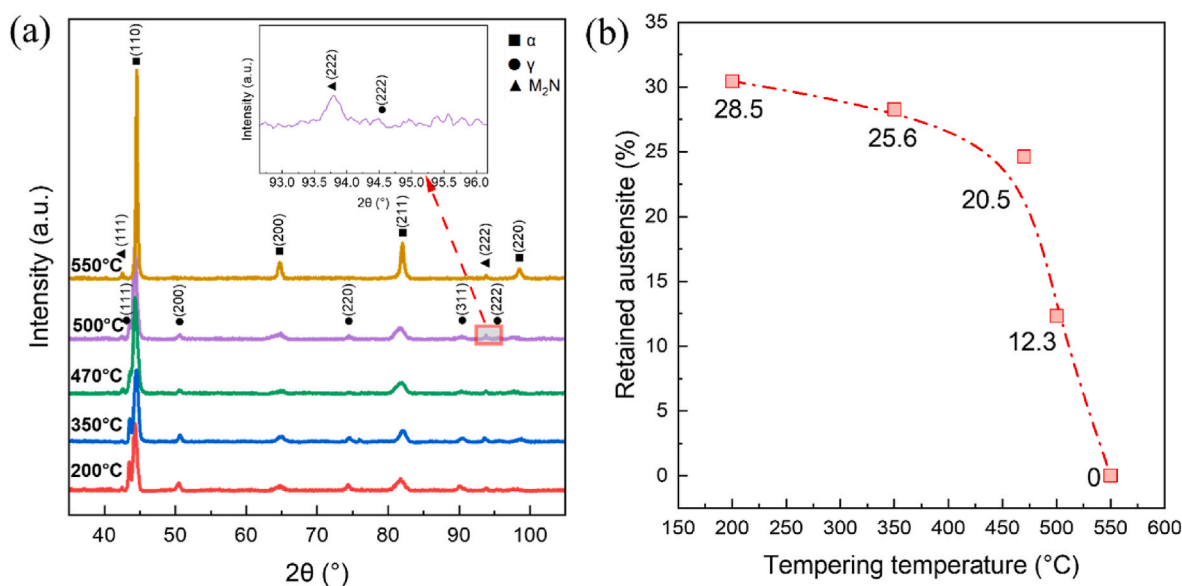 (a)
(110)
(222)
(222)
Intensity (a.u.)
93.0 93.5 94.0 94.5 95.0 95.5 96.0
2θ (°)
■ α
● γ
▲ M₂N
(111)
(200)
(211)
(222)
(220)
550°C
(111)
(200)
(220)
(311)
(222)
500°C
470°C
350°C
200°C
Intensity (a.u.)
40 50 60 70 80 90 100
2θ (°)
(b)
35
30
25
20
15
10
5
0
28.5
25.6
20.5
12.3
0
Retained austensite (%)
150 200 250 300 350 400 450 500 550 600
Tempering temperature (°C)